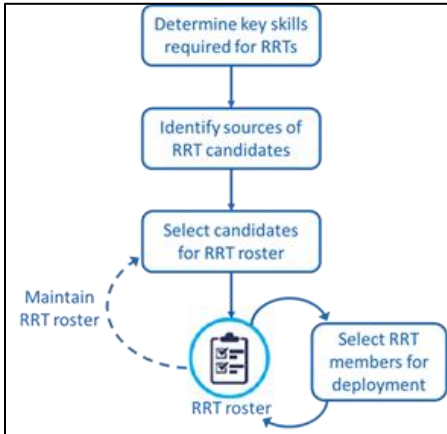 Determine key skills
required for RRTs
Identify sources of
RRT candidates
Select candidates
for RRT roster
Maintain
RRT roster
Select RRT
members for
deployment
RRT roster